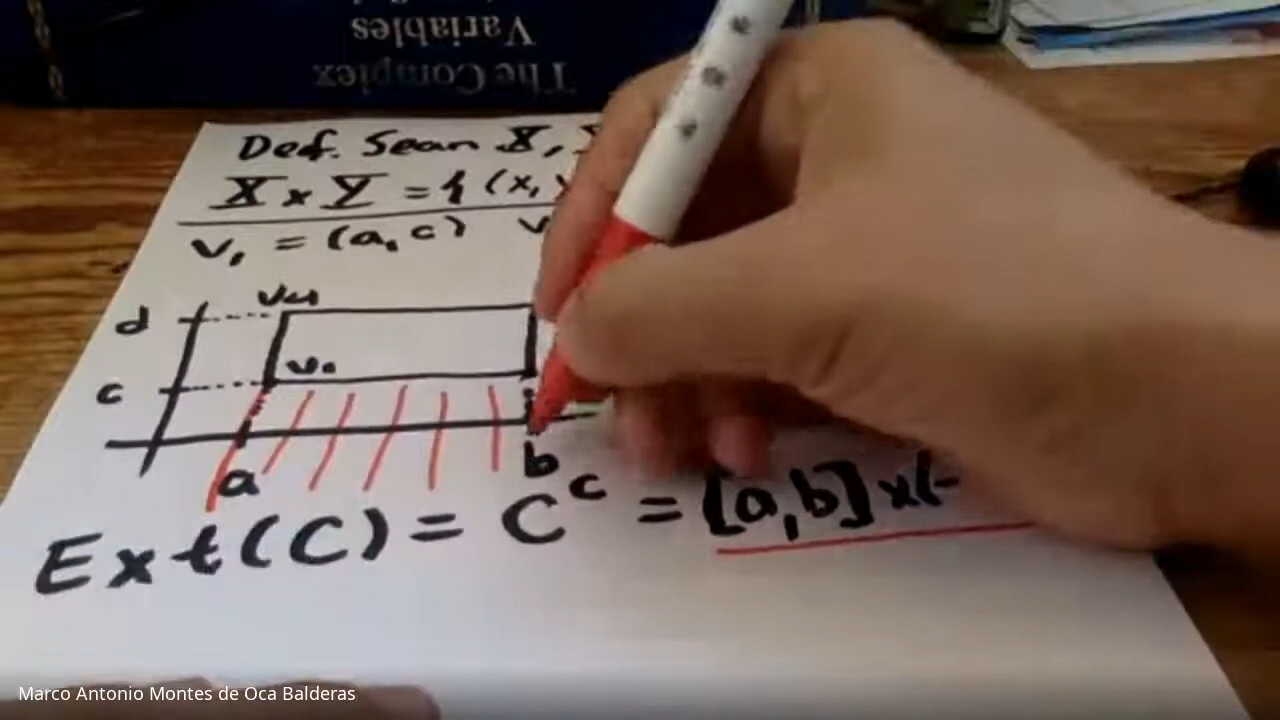 The Complex
Variables
Def. Sean X,
X x Y = { (x,
v₁ = (a, c) v
d
v₄
v₁
c
a
b
Ext(C) = Cᶜ = [a,b]x(-
Marco Antonio Montes de Oca Balderas